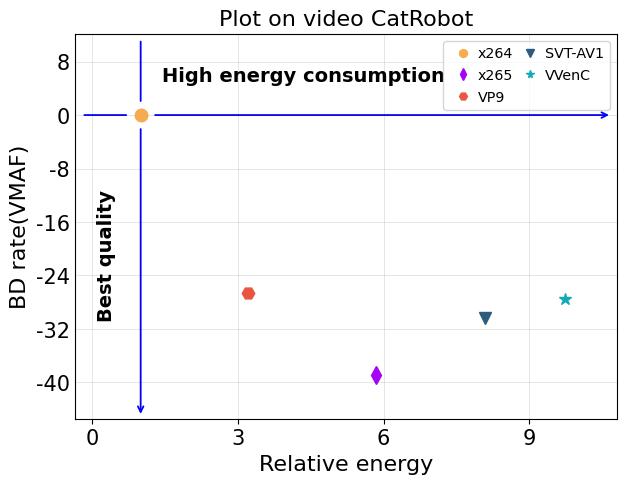 Plot on video CatRobot
8
0
-8
-16
-24
-32
-40
BD rate(VMAF)
High energy consumption
Best quality
x264
x265
VP9
SVT-AV1
VVenC
0 3 6 9
Relative energy